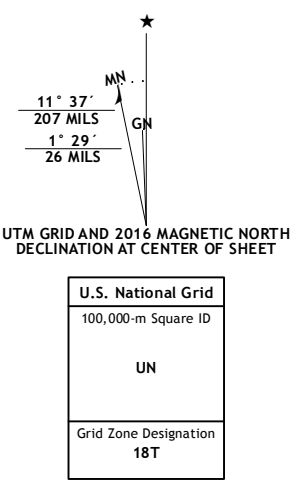 ★
MN
11° 37´
207 MILS
GN
1° 29´
26 MILS
UTM GRID AND 2016 MAGNETIC NORTH
DECLINATION AT CENTER OF SHEET
U.S. National Grid
100,000-m Square ID
UN
Grid Zone Designation
18T